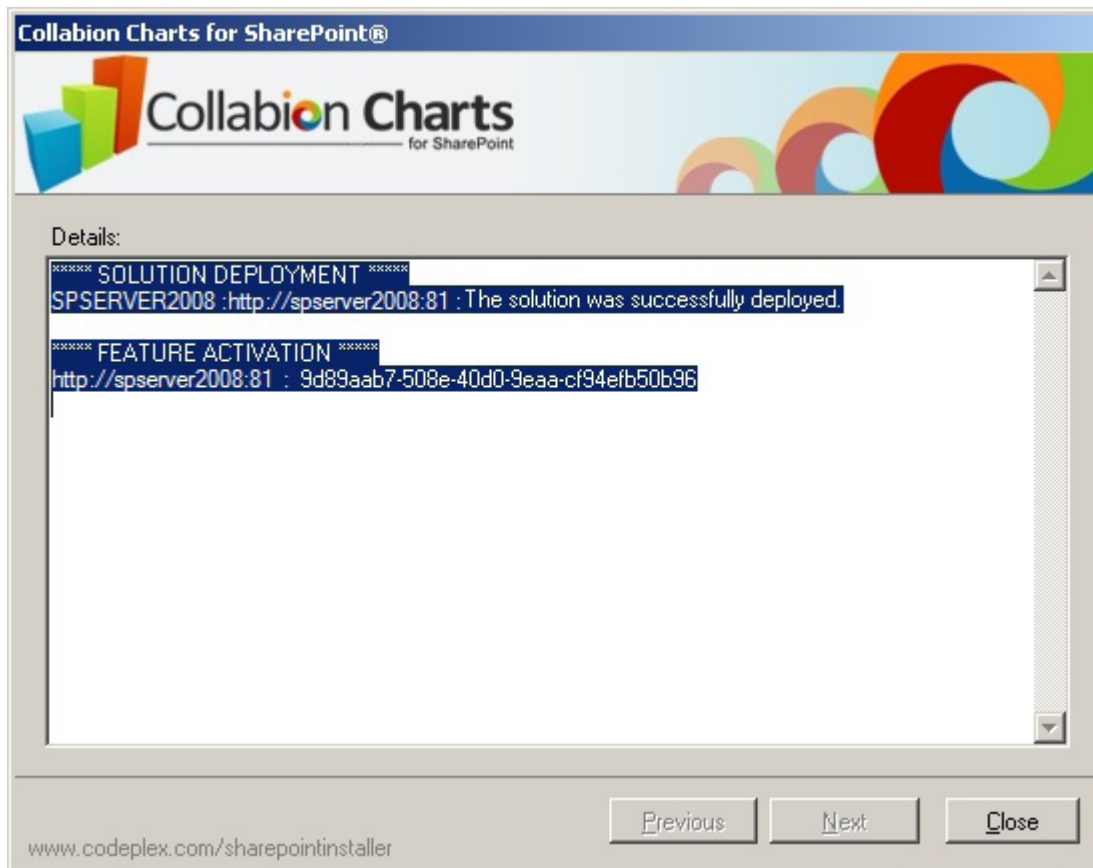 Collabion Charts for SharePoint®
Collabion Charts
for SharePoint
Details:
***** SOLUTION DEPLOYMENT *****
SPSERVER2008 :http://spserver2008:81 : The solution was successfully deployed.
***** FEATURE ACTIVATION *****
http://spserver2008:81 : 9d89aab7-508e-40d0-9eaa-cf94efb50b96
Previous Next Close
www.codeplex.com/sharepointinstaller